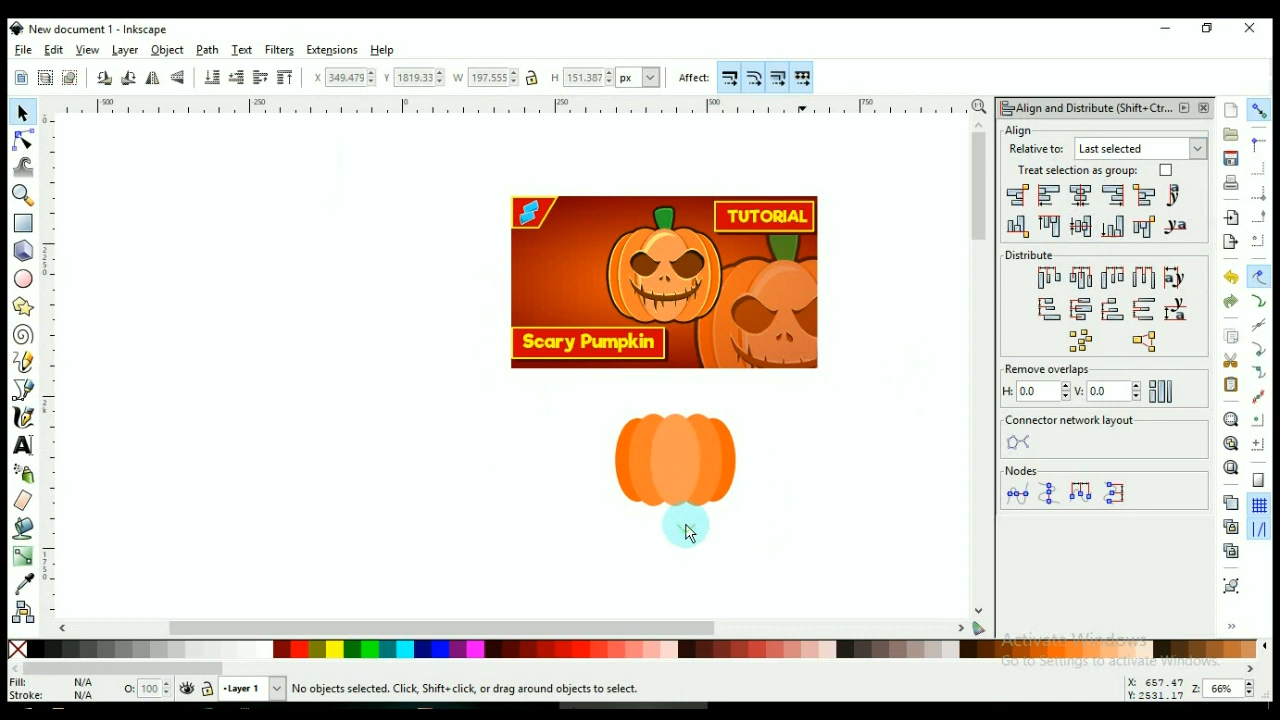 New document 1 - Inkscape
File Edit View Layer Object Path Text Filters Extensions Help
X 349.479 Y 1819.33 W 197.555 H 151.387 px Affect:
-500 -250 0 250 500 750
Align and Distribute (Shift+Ctr...
Align
Relative to: Last selected
Treat selection as group:
Distribute
Remove overlaps
H: 0.0 V: 0.0
Connector network layout
Nodes
TUTORIAL
Scary Pumpkin
Activate Windows
Go to Settings to activate Windows.
Fill: N/A O: 100 Layer 1 No objects selected. Click, Shift+click, or drag around objects to select. X: 657.47 Z: 66%
Stroke: N/A Y: 2531.17